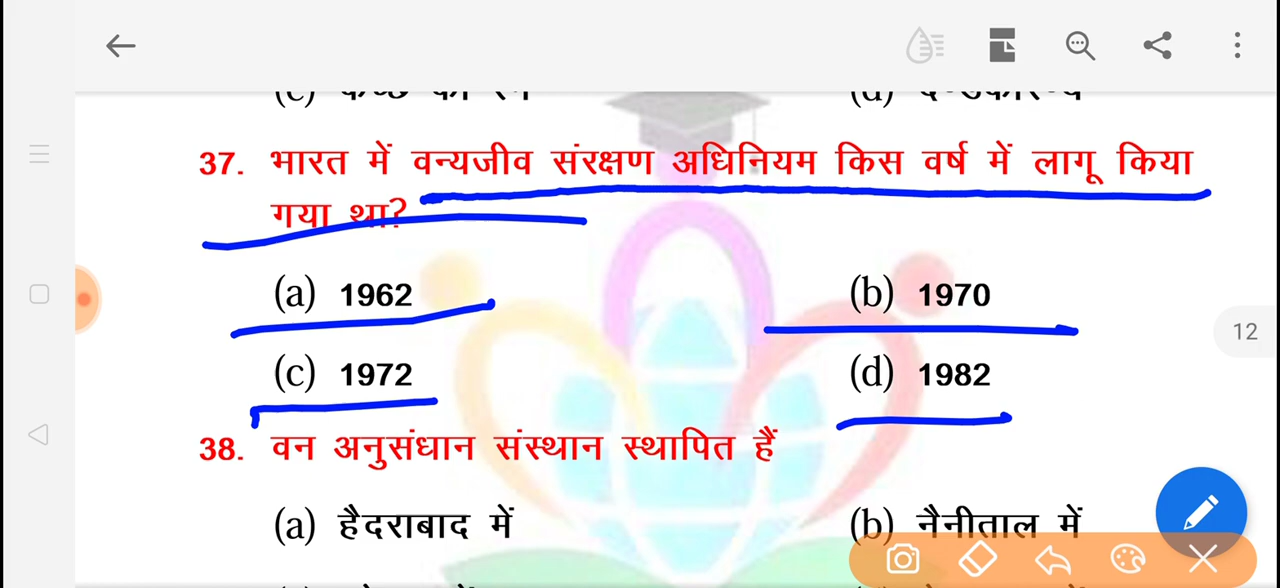 37. भारत में वन्यजीव संरक्षण अधिनियम किस वर्ष में लागू किया
गया था?
(a) 1962 (b) 1970
(c) 1972 (d) 1982
38. वन अनुसंधान संस्थान स्थापित हैं
(a) हैदराबाद में (b) नैनीताल में
12